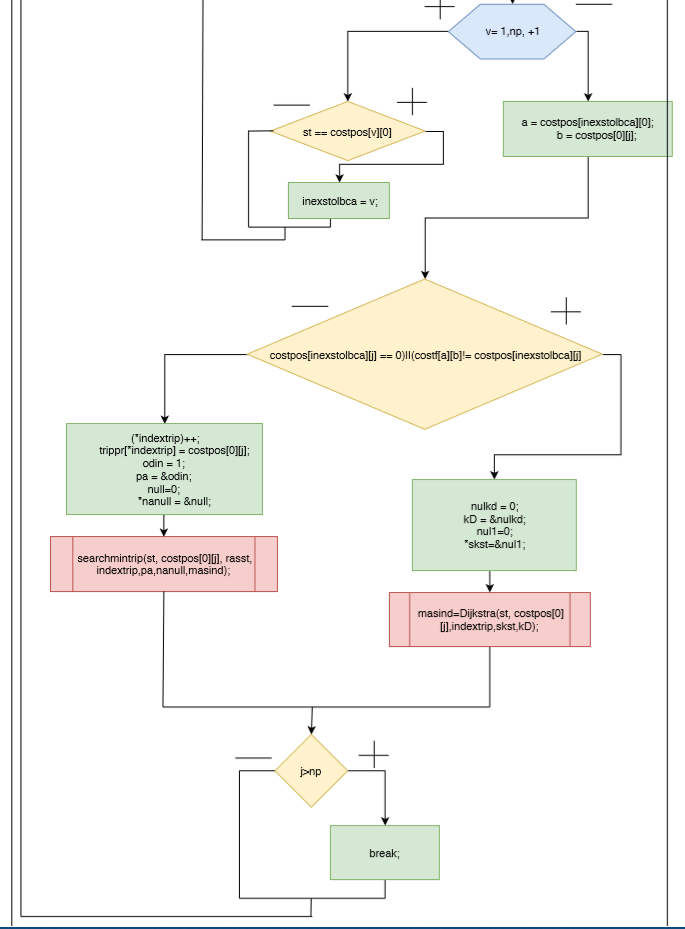 v= 1,np, +1
st == costpos[v][0]
a = costpos[inexstolbca][0];
b = costpos[0][j];
inexstolbca = v;
costpos[inexstolbca][j] == 0)II(costf[a][b]!= costpos[inexstolbca][j]
(*indextrip)++;
trippr[*indextrip] = costpos[0][j];
odin = 1;
pa = &odin;
null=0;
*nanull = &null;
nulkd = 0;
kD = &nulkd;
nul1=0;
*skst=&nul1;
searchmintrip(st, costpos[0][j], rasst,
indextrip,pa,nanull,masind);
masind=Dijkstra(st, costpos[0]
[j],indextrip,skst,kD);
j>np
break;